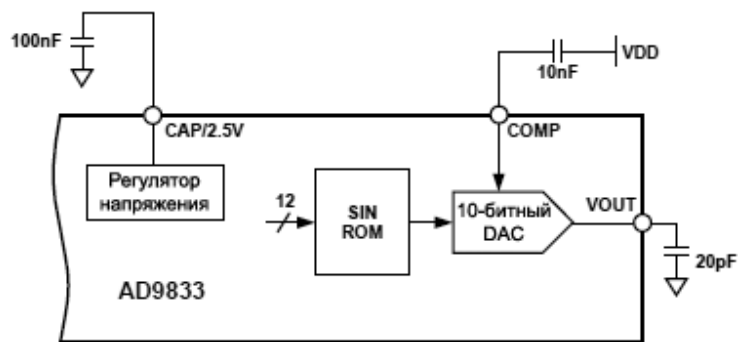 100nF
10nF
VDD
CAP/2.5V
COMP
Регулятор
напряжения
12
SIN
ROM
10-битный
DAC
VOUT
20pF
AD9833